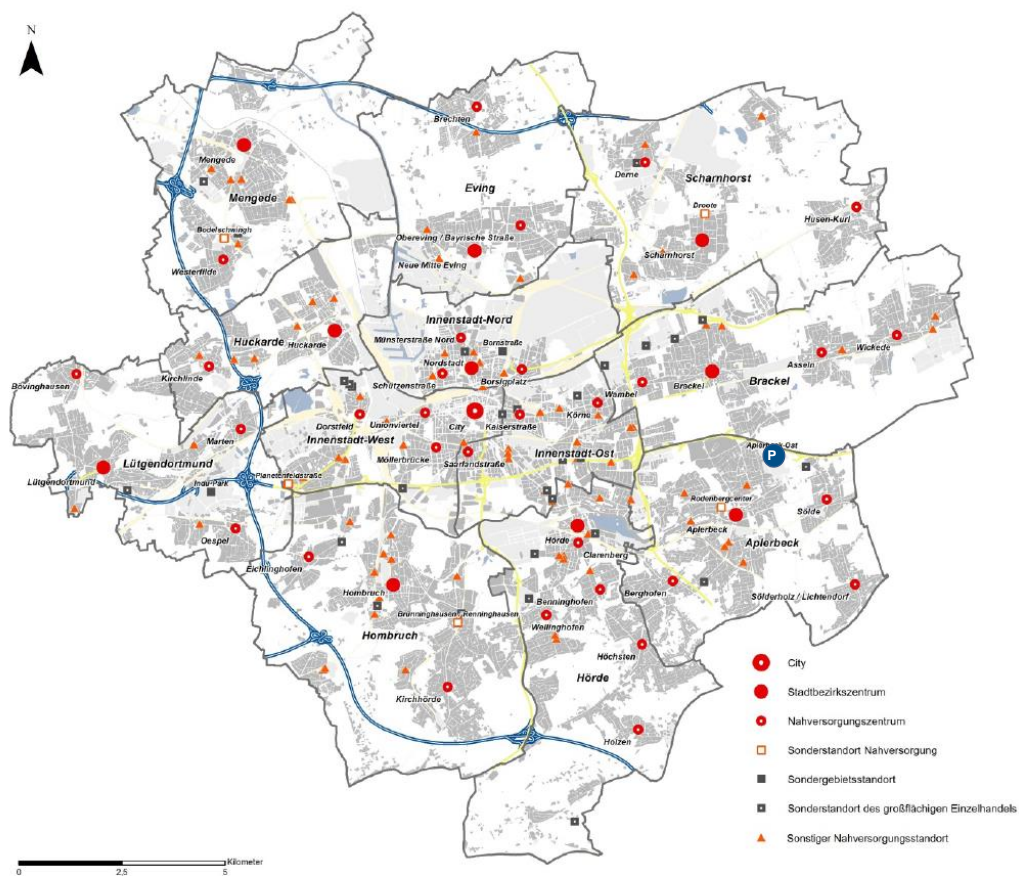 N
Brechten
Mengede
Mengede
Eving
Derne
Scharnhorst
Droote
Husen-Kurl
Bodelschwingh
Westerfilde
Obereving / Bayrische Straße
Neue Mitte Eving
Scharnhorst
Innenstadt-Nord
Münsterstraße Nord
Bornstraße
Huckarde
Huckarde
Nordstadt
Wickede
Asseln
Kirchlinde
Schützenstraße
Borsigplatz
Brackel
Brackel
Bövinghausen
Wambel
Dorstfeld
Unionviertel
City
Kaiserstraße
Körne
Marten
Innenstadt-West
Möllerbrücke
Saarlandstraße
Innenstadt-Ost
Aplerbeck-Ost
P
Lütgendortmund
Lütgendortmund
Indu-Park
Planetenfeldstraße
Rodenbergcenter
Sölde
Aplerbeck
Aplerbeck
Oespel
Hörde
Clarenberg
Eichlinghofen
Berghofen
Sölderholz / Lichtendorf
Hombruch
Benninghofen
Brünninghausen / Renninghausen
Wellinghofen
Hombruch
Höchsten
Hörde
Kirchhörde
Holzen
City
Stadtbezirkszentrum
Nahversorgungszentrum
Sonderstandort Nahversorgung
Sondergebietsstandort
Sonderstandort des großflächigen Einzelhandels
Sonstiger Nahversorgungsstandort
Kilometer
0 2,5 5